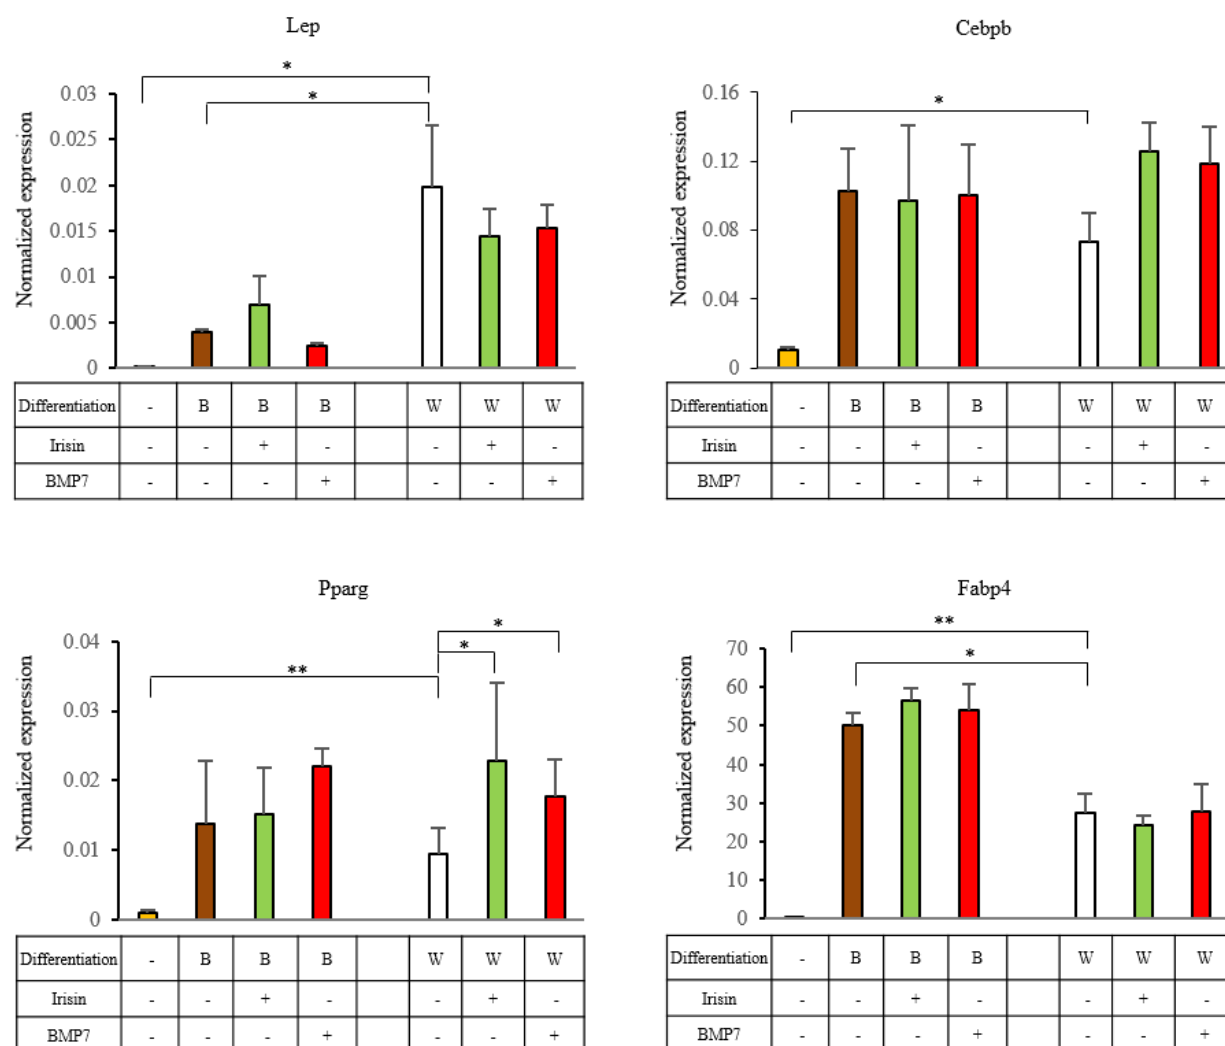 Lep
*
*
Normalized expression
0.03
0.025
0.02
0.015
0.01
0.005
0
Differentiation - B B B W W W
Irisin - - + - - + -
BMP7 - - - + - - +
Cebpb
*
Normalized expression
0.16
0.12
0.08
0.04
0
Differentiation - B B B W W W
Irisin - - + - - + -
BMP7 - - - + - - +
Pparg
*
*
**
Normalized expression
0.04
0.03
0.02
0.01
0
Differentiation - B B B W W W
Irisin - - + - - + -
BMP7 - - - + - - +
Fabp4
**
*
Normalized expression
70
60
50
40
30
20
10
0
Differentiation - B B B W W W
Irisin - - + - - + -
BMP7 - - - + - - +